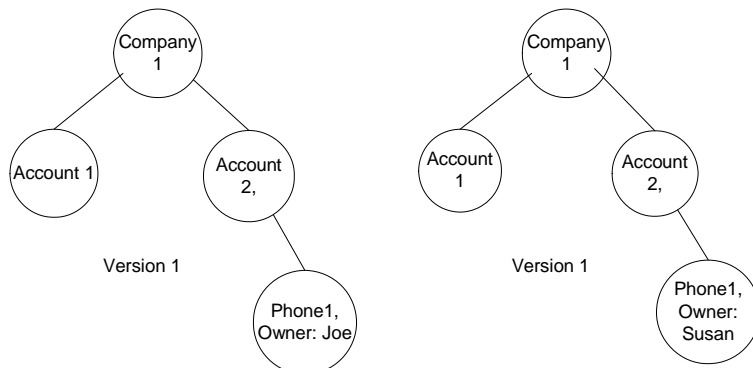 Company
1
Account 1
Account
2,
Version 1
Phone1,
Owner: Joe
Company
1
Account
1
Account
2,
Version 1
Phone1,
Owner:
Susan